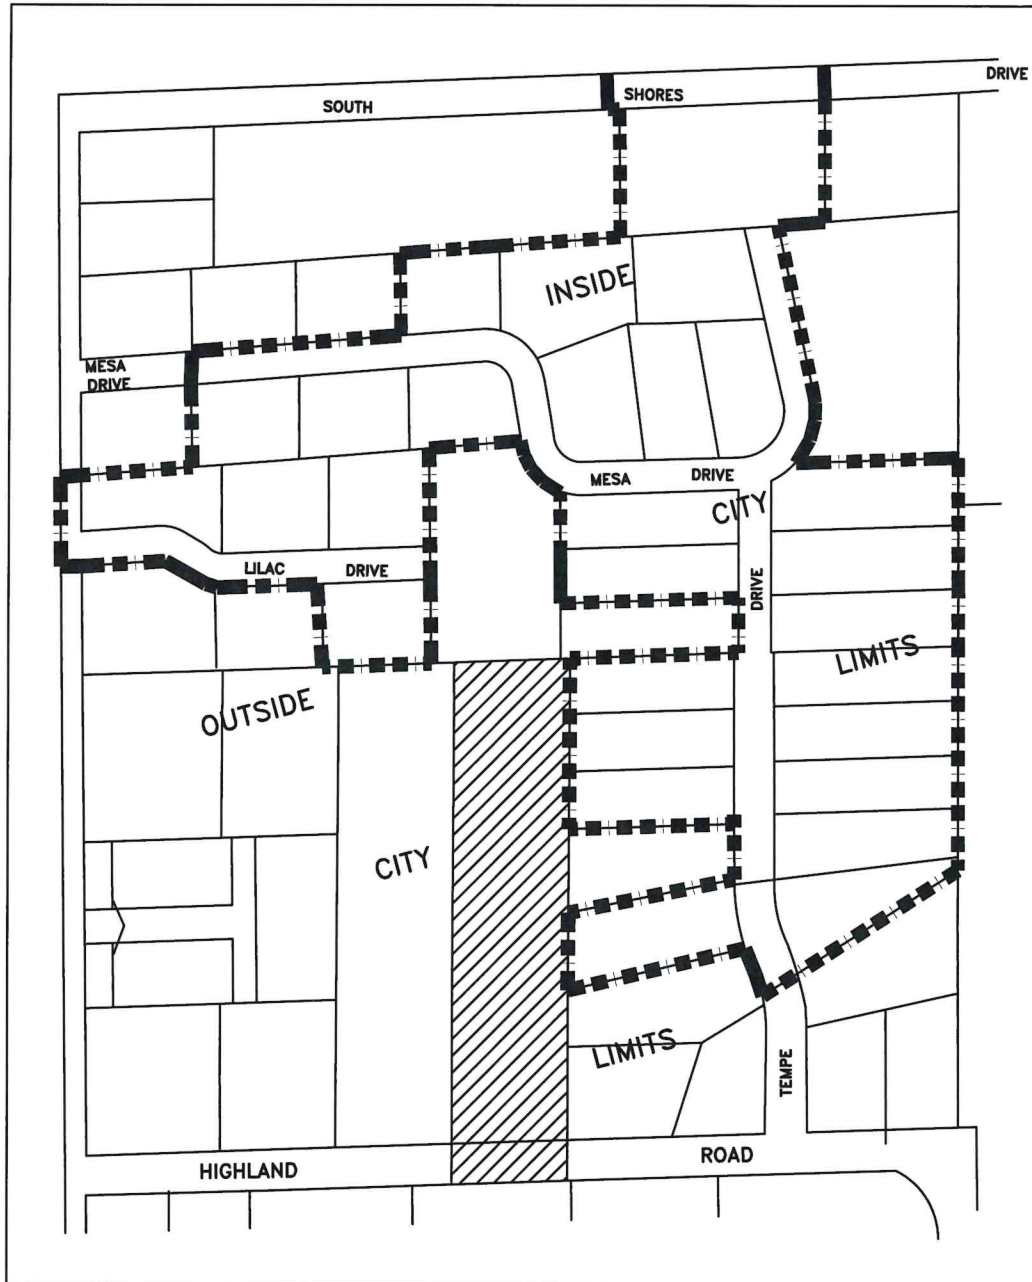 DRIVE
SOUTH
SHORES
INSIDE
MESA
DRIVE
MESA
DRIVE
CITY
LILAC
DRIVE
DRIVE
LIMITS
OUTSIDE
CITY
LIMITS
TEMPE
HIGHLAND
ROAD